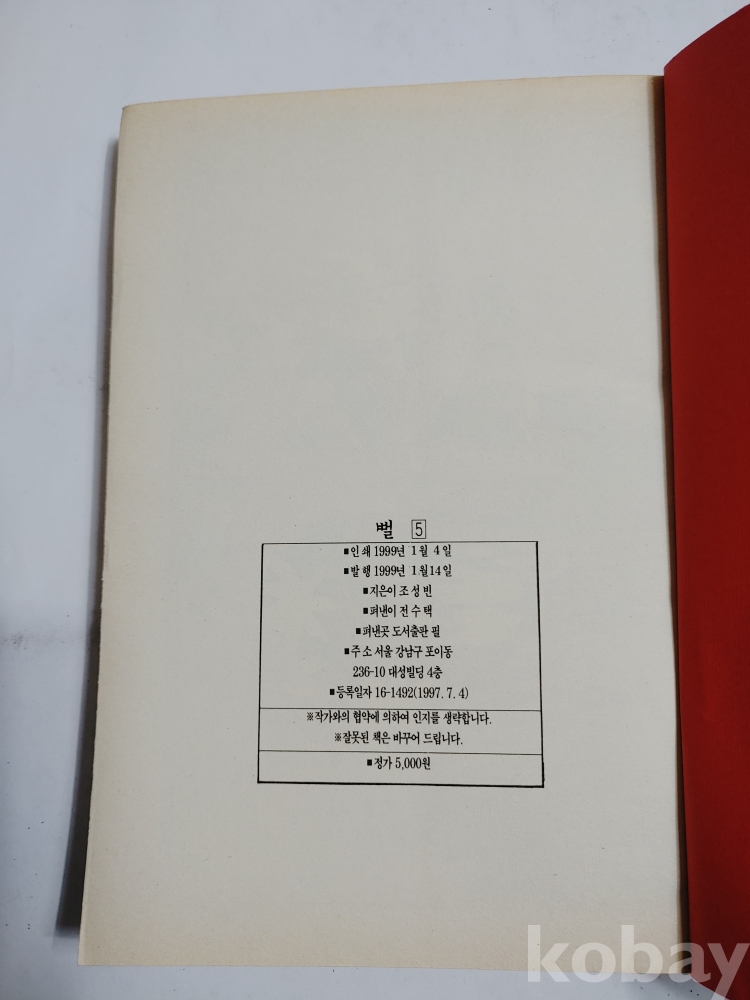 뻘 5
■인 쇄 1999년 1월 4일
■발 행 1999년 1월14일
■지은이 조성빈
■펴낸이 전수택
■펴낸곳 도서출판 필
■주 소 서울 강남구 포이동
236-10 대성빌딩 4층
■등록일자 16-1492(1997. 7. 4)
※작가와의 협약에 의하여 인지를 생략합니다.
※잘못된 책은 바꾸어 드립니다.
■정가 5,000원
kobay